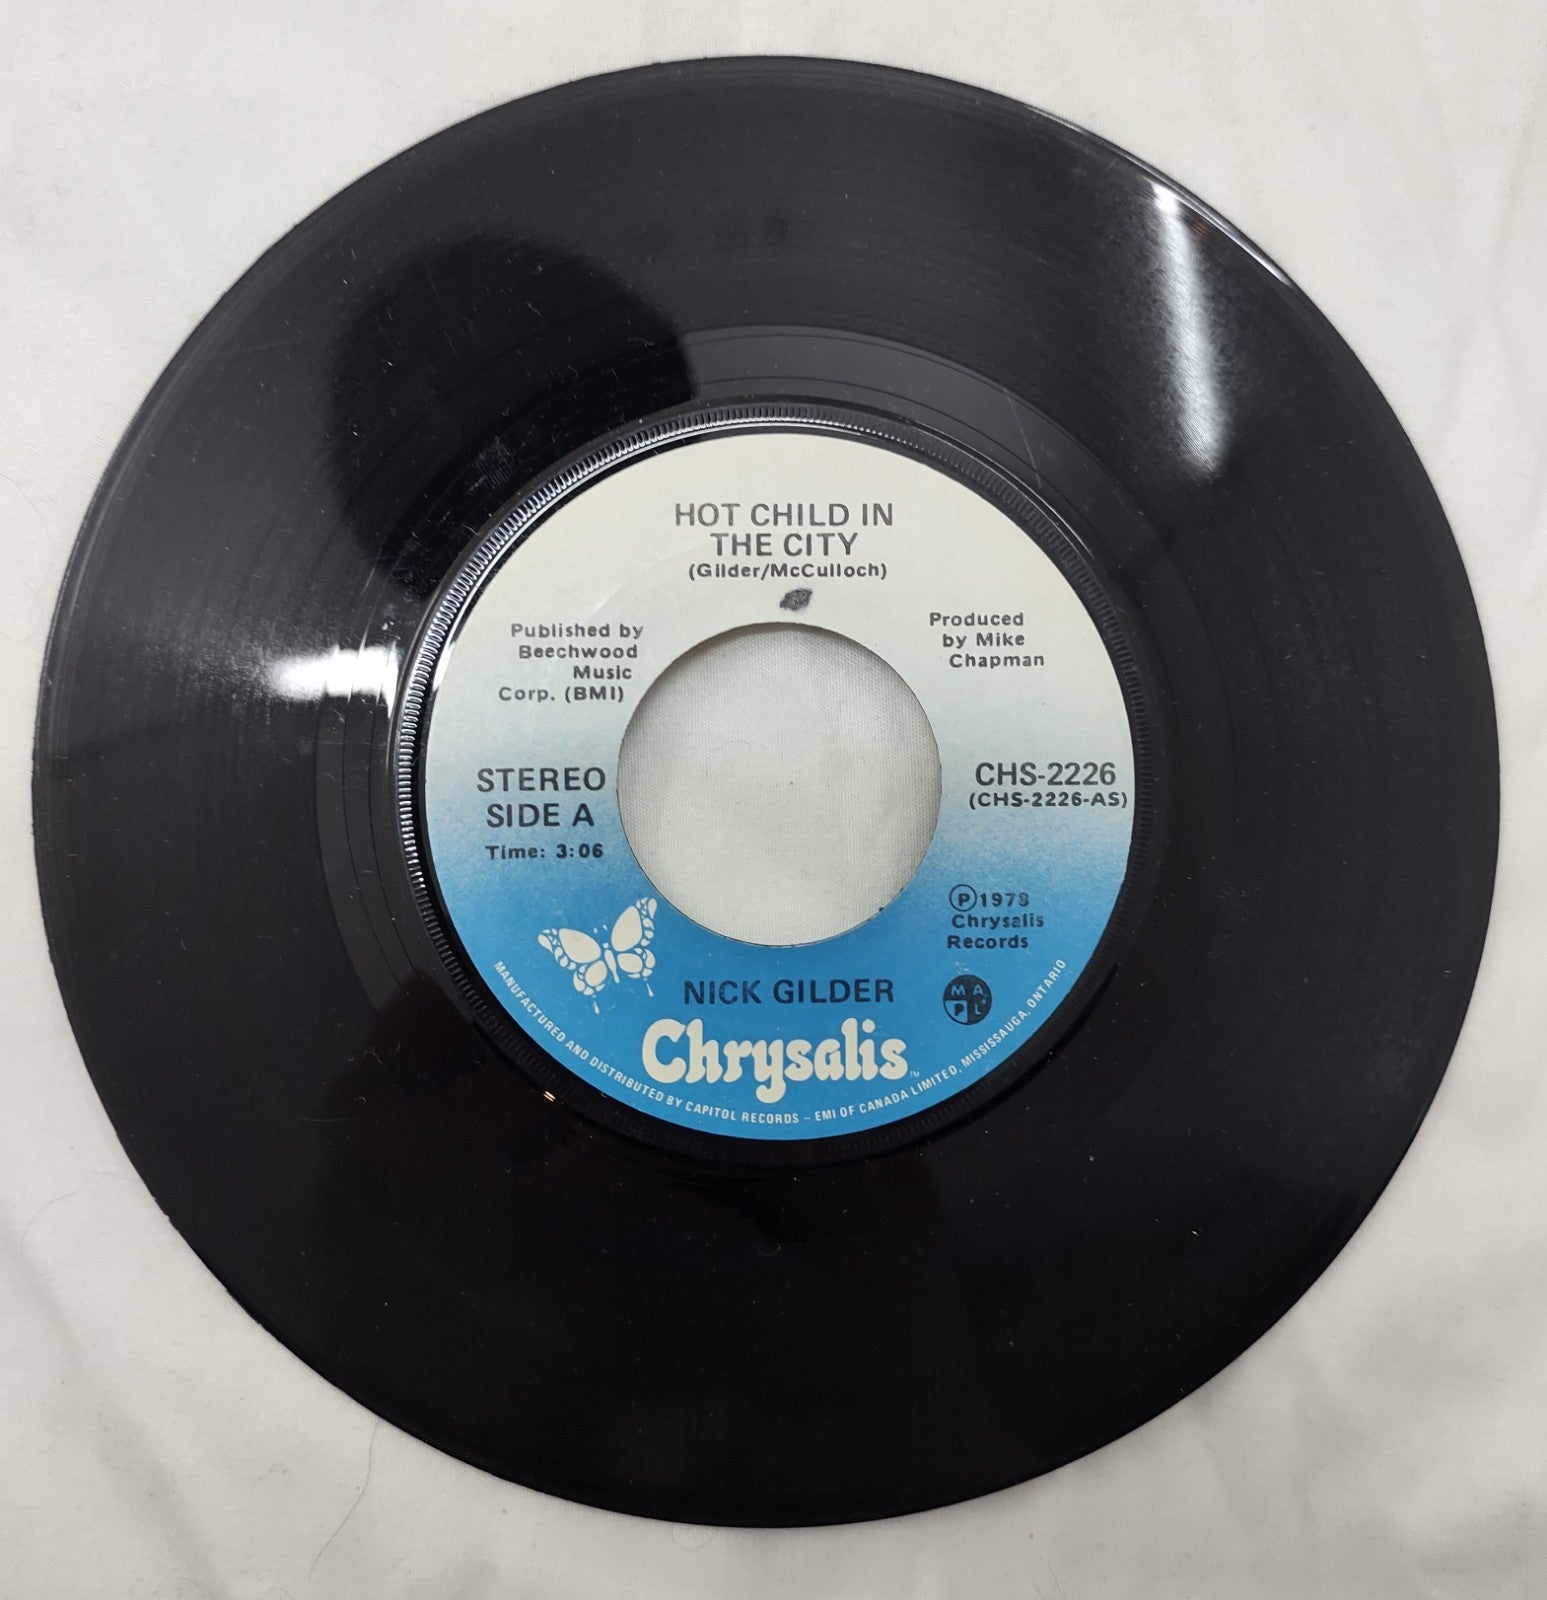 HOT CHILD IN
THE CITY
(Gilder/McCulloch)
Published by
Beechwood
Music
Corp. (BMI)
Produced
by Mike
Chapman
STEREO
SIDE A
Time: 3:06
CHS-2226
(CHS-2226-AS)
Ⓟ1978
Chrysalis
Records
NICK GILDER
M A
P L
Chrysalis™
MANUFACTURED AND DISTRIBUTED BY CAPITOL RECORDS – EMI OF CANADA LIMITED, MISSISSAUGA, ONTARIO